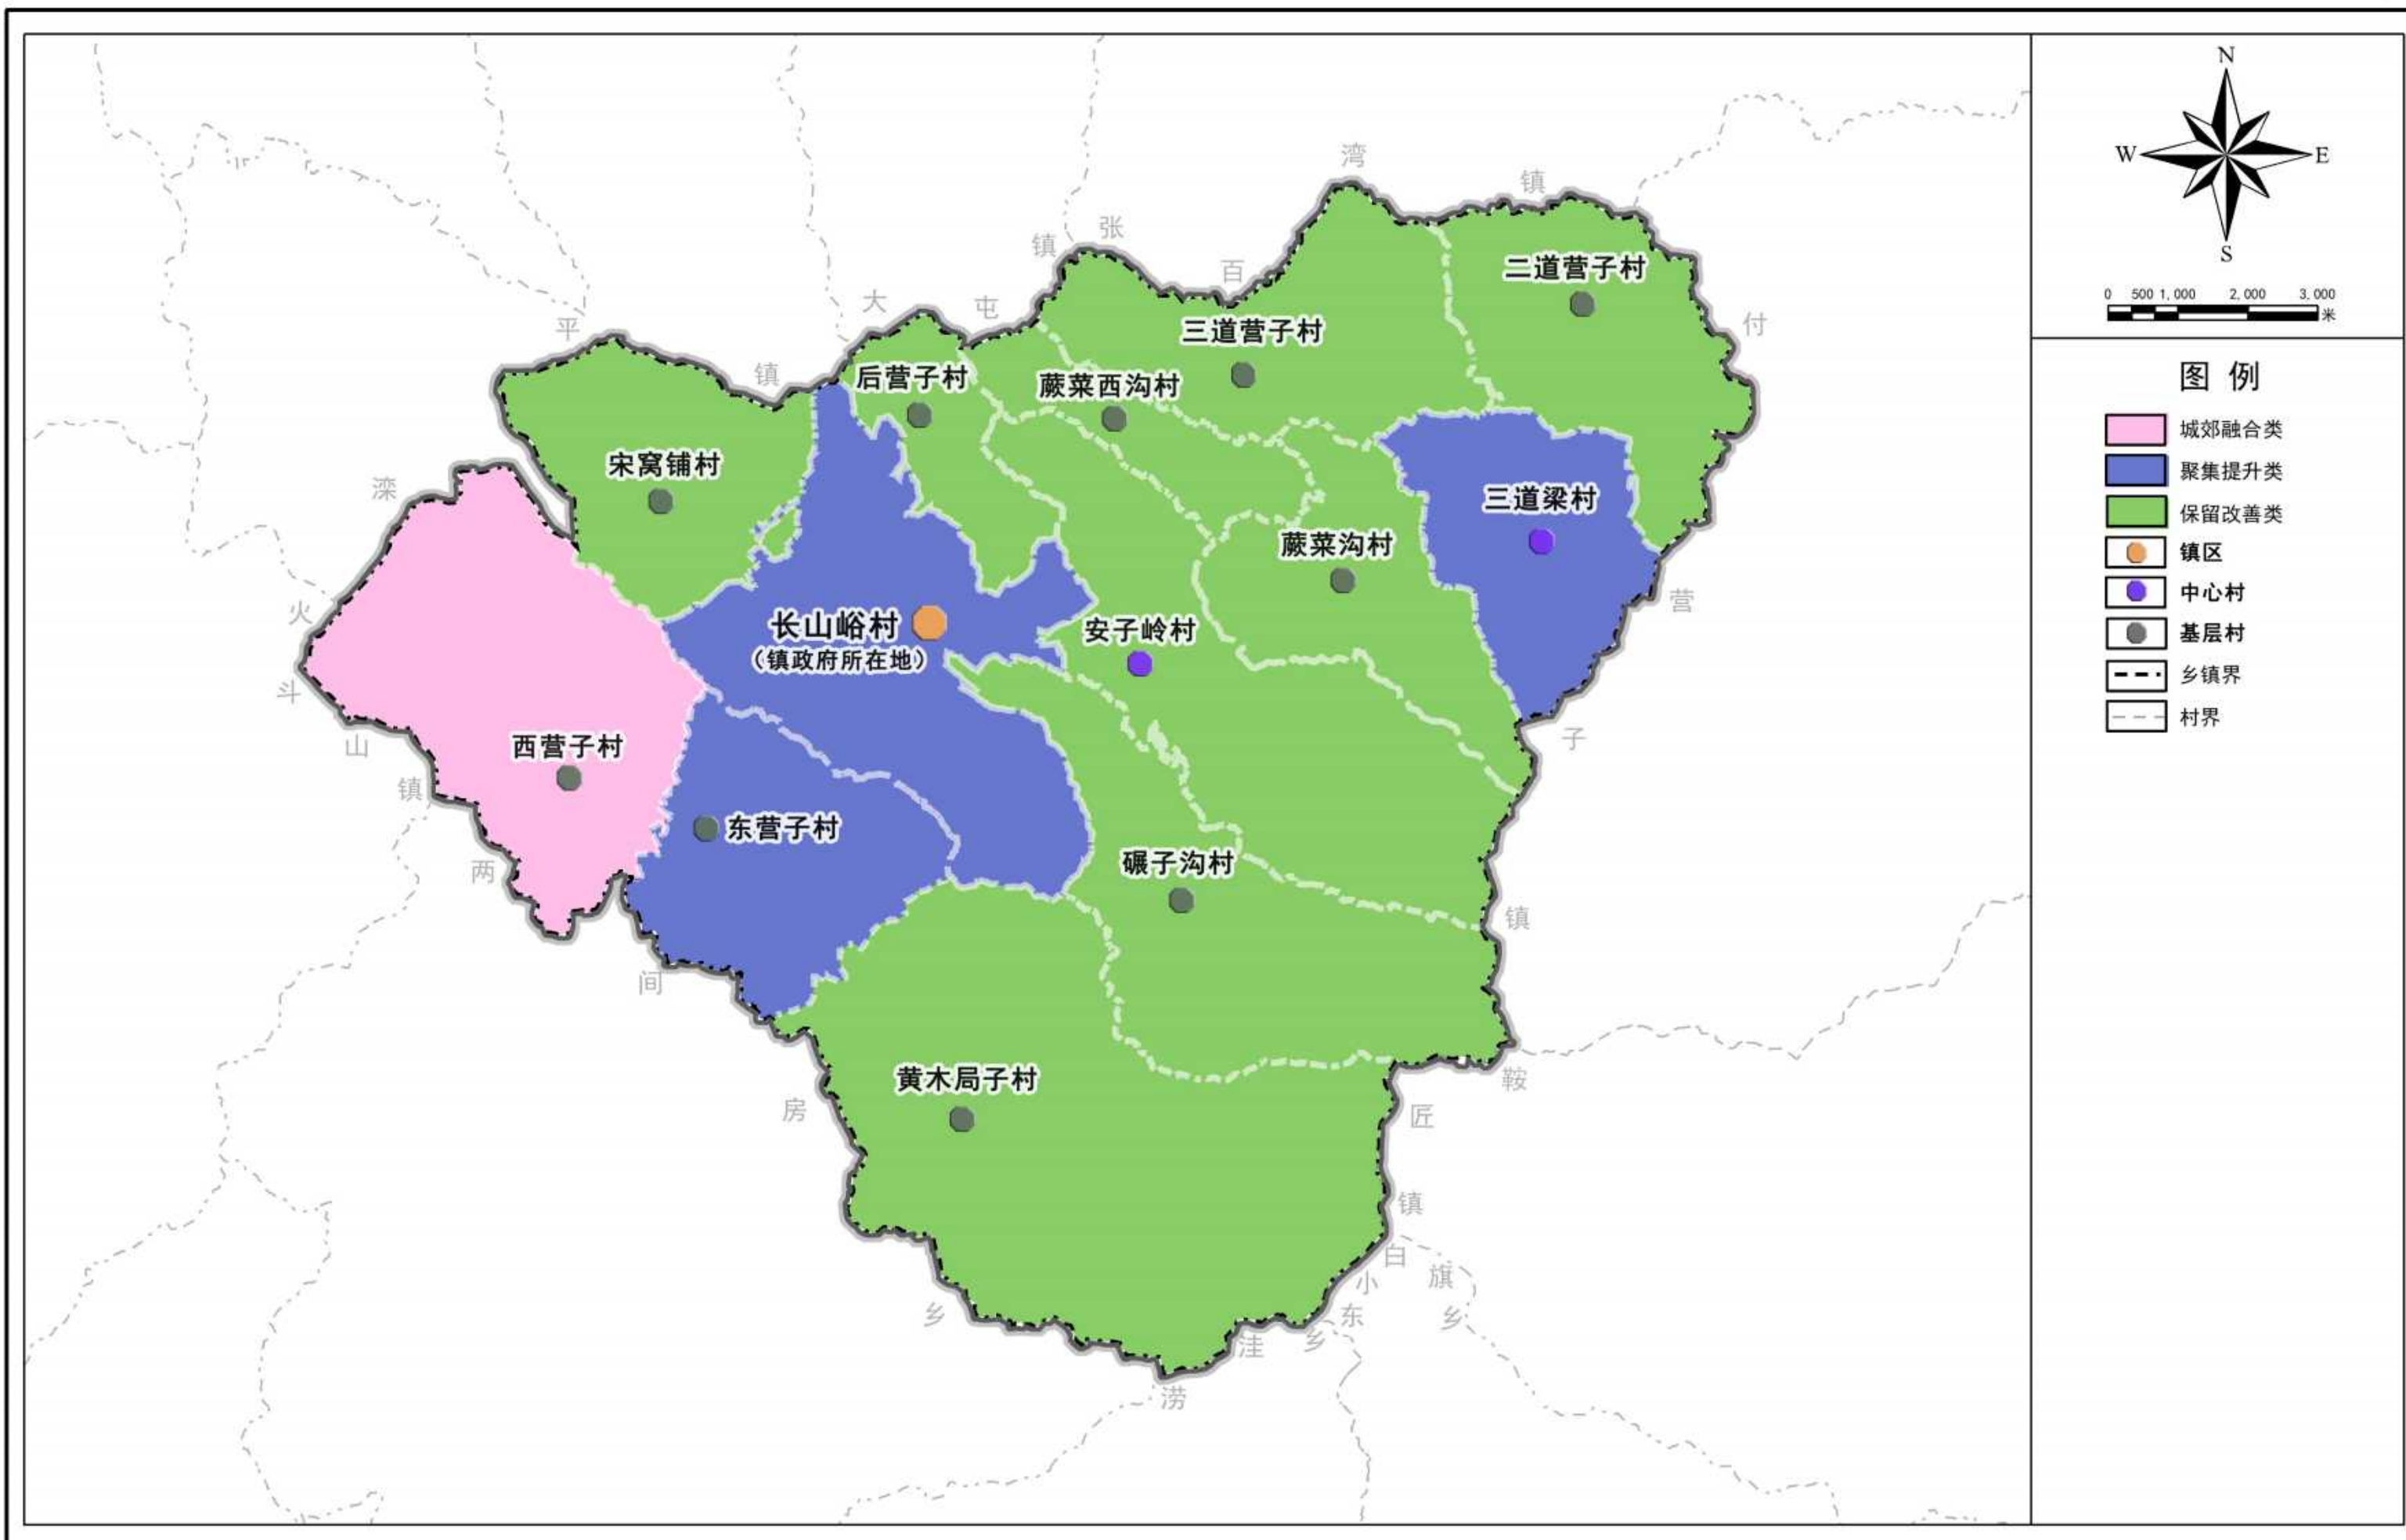 N
W
E
S
0 500 1,000 2,000 3,000
米
图 例
城郊融合类
聚集提升类
保留改善类
镇区
中心村
基层村
乡镇界
村界
湾
镇
张
镇
百
大
屯
平
镇
付
滦
火
斗
山
镇
两
间
房
乡
营
子
镇
鞍
匠
镇
白
旗
乡
小
东
乡
洼
涝
二道营子村
三道营子村
后营子村
蕨菜西沟村
宋窝铺村
三道梁村
蕨菜沟村
长山峪村
（镇政府所在地）
安子岭村
西营子村
东营子村
碾子沟村
黄木局子村